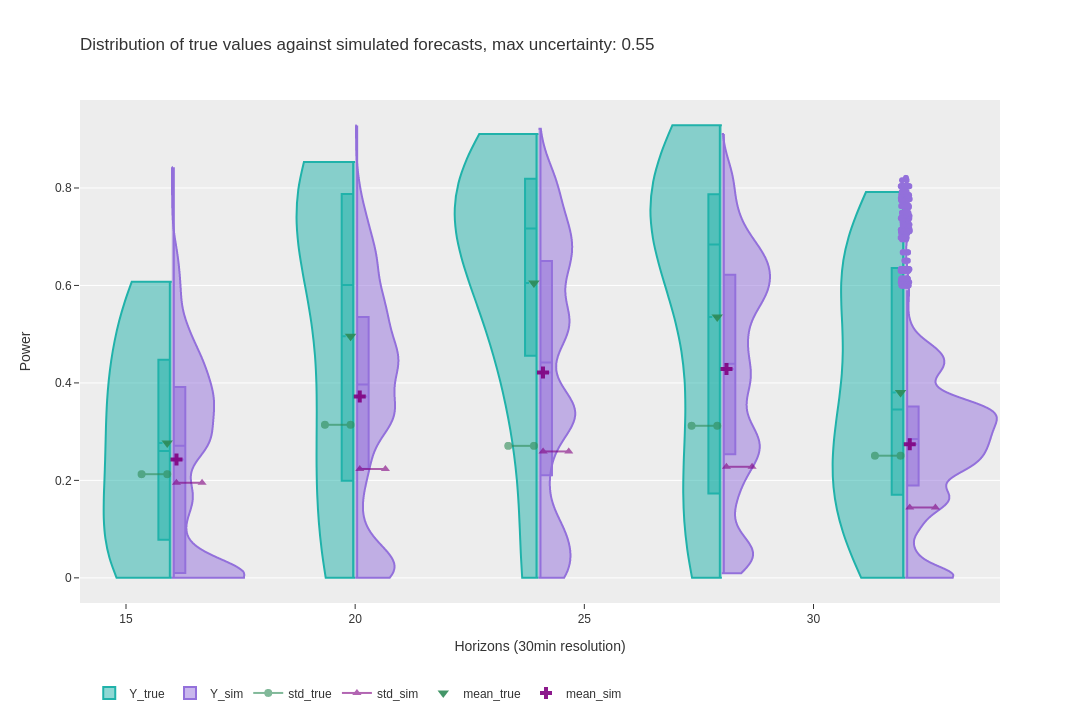 Distribution of true values against simulated forecasts, max uncertainty: 0.55
0.8
0.6
0.4
0.2
0
Power
15 20 25 30
Horizons (30min resolution)
Y_true Y_sim std_true std_sim mean_true mean_sim